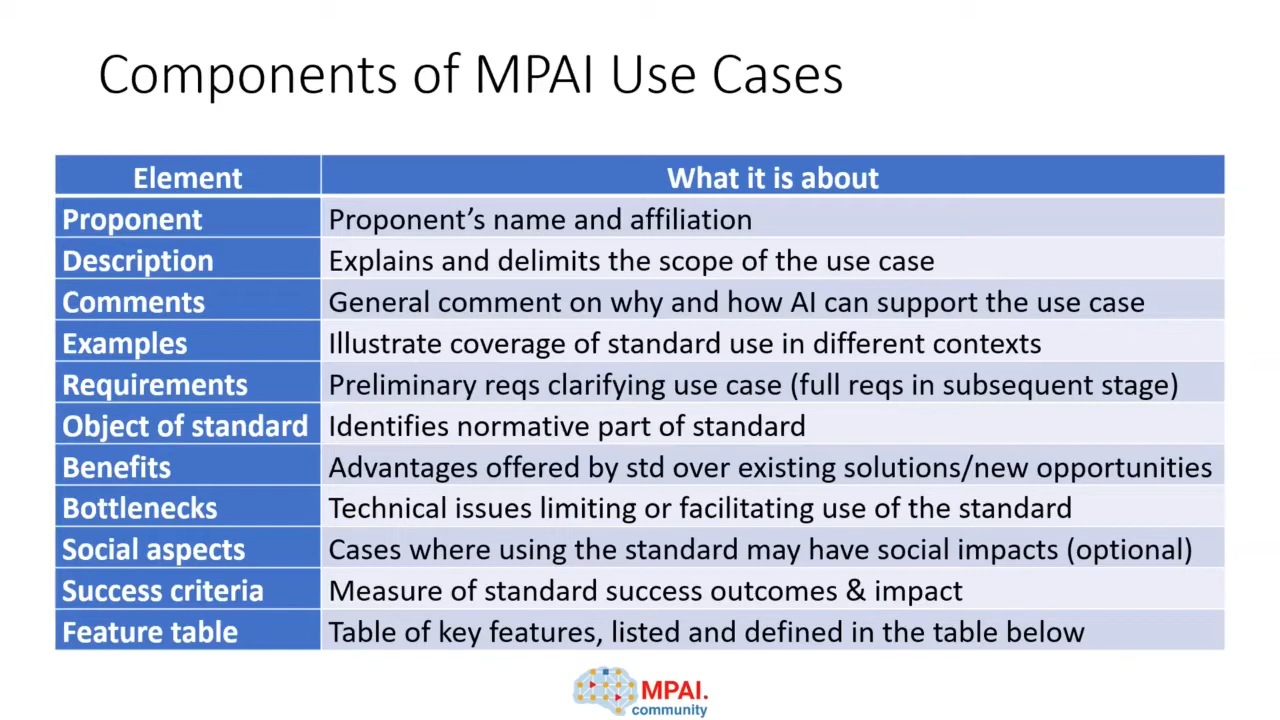 Components of MPAI Use Cases
Element What it is about
Proponent Proponent’s name and affiliation
Description Explains and delimits the scope of the use case
Comments General comment on why and how AI can support the use case
Examples Illustrate coverage of standard use in different contexts
Requirements Preliminary reqs clarifying use case (full reqs in subsequent stage)
Object of standard Identifies normative part of standard
Benefits Advantages offered by std over existing solutions/new opportunities
Bottlenecks Technical issues limiting or facilitating use of the standard
Social aspects Cases where using the standard may have social impacts (optional)
Success criteria Measure of standard success outcomes & impact
Feature table Table of key features, listed and defined in the table below
MPAI.
community